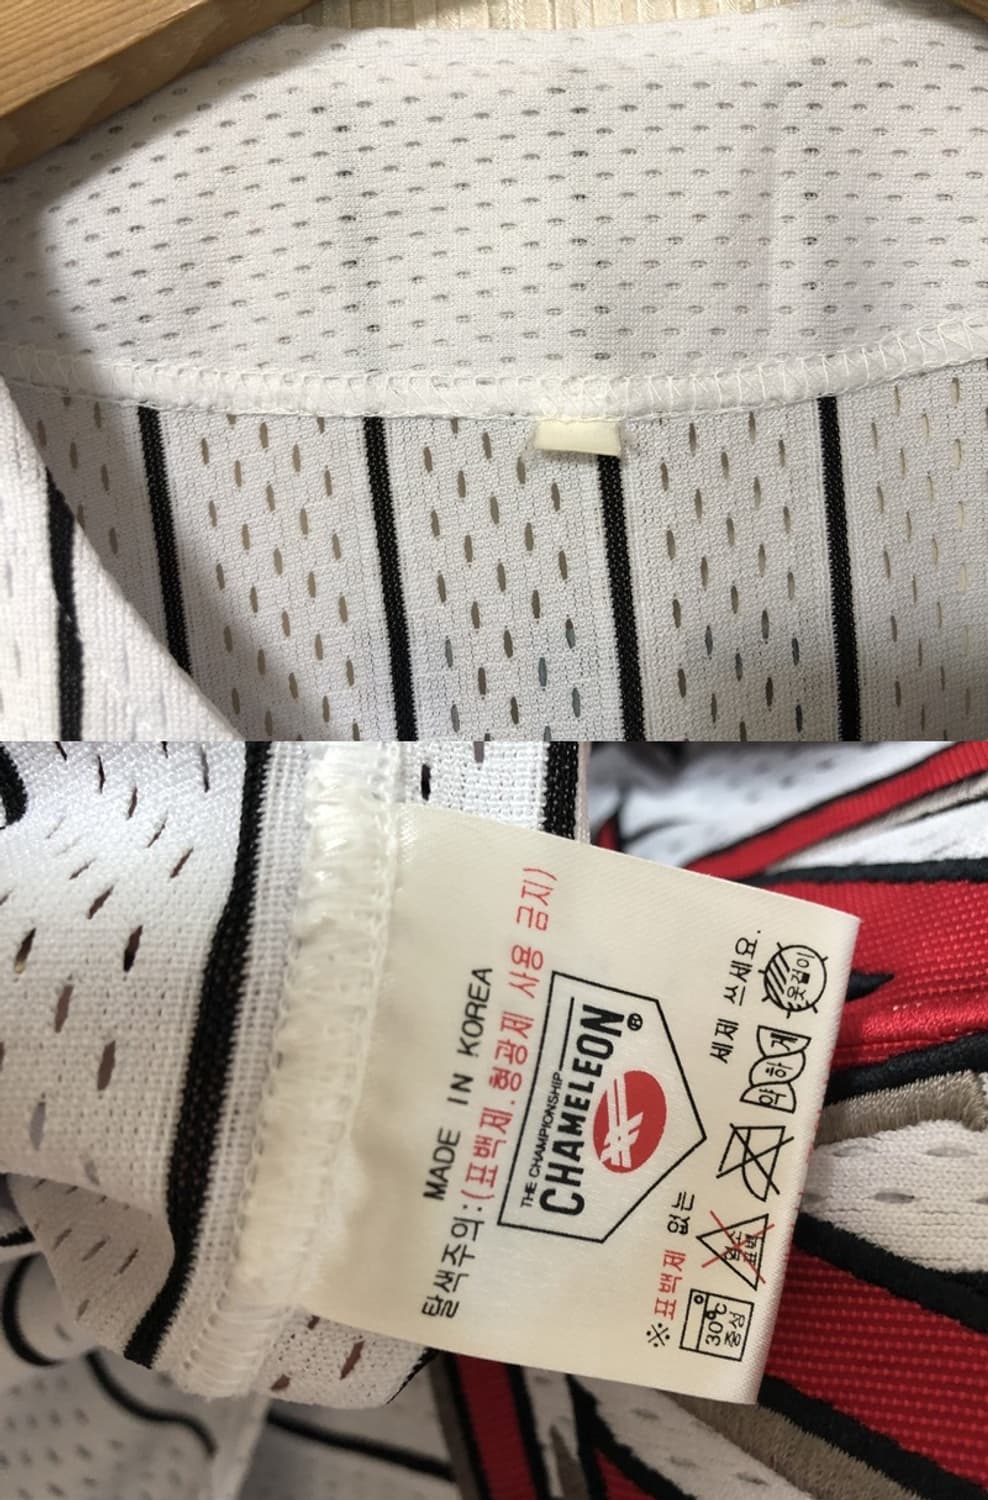 MADE IN KOREA
탈색주의:(표백제.형광제 사용 금지)
THE CHAMPIONSHIP
CHAMELEON®
※표백제 없는 세제 쓰세요.
30℃
중성
약하게
옷걸이